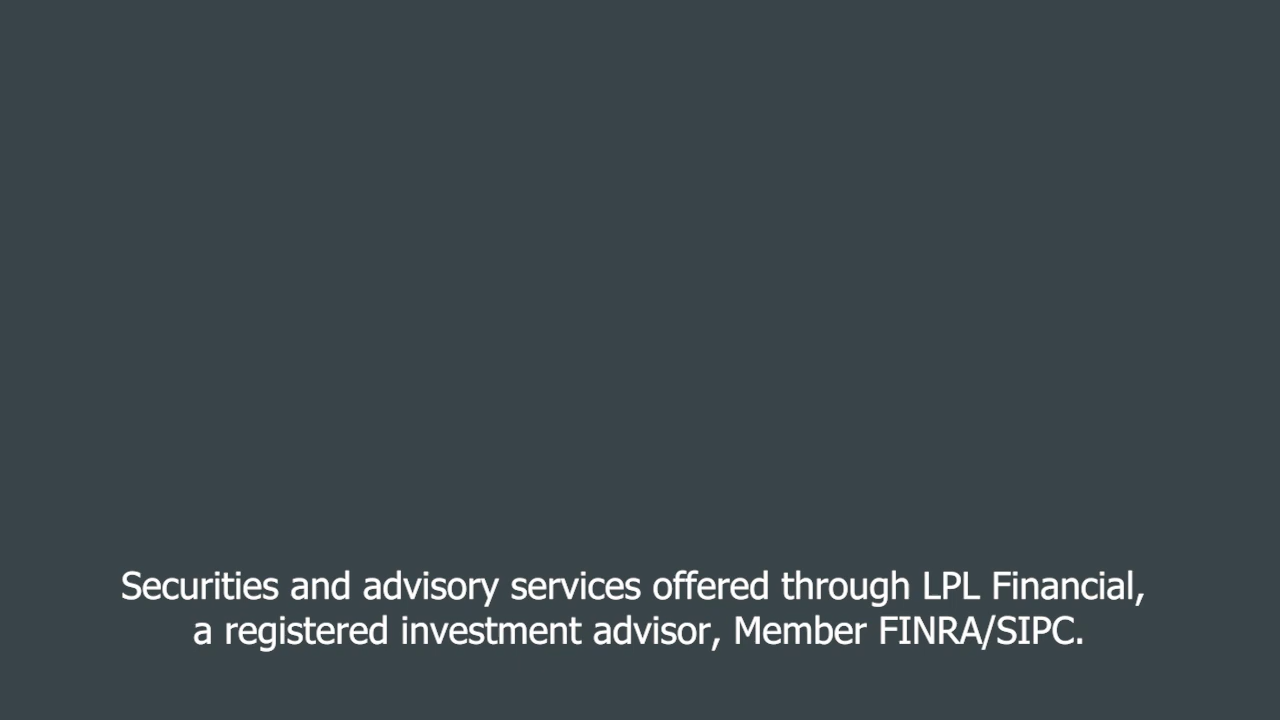 Securities and advisory services offered through LPL Financial,
a registered investment advisor, Member FINRA/SIPC.